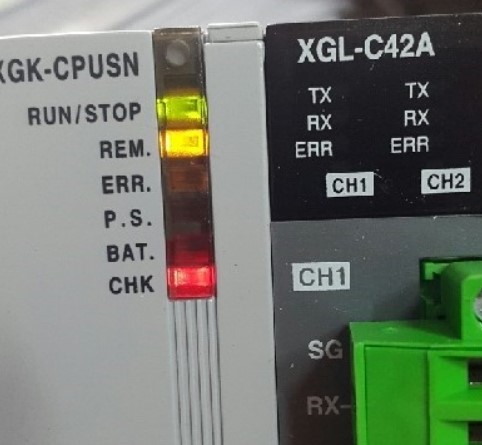 XGK-CPUSN
RUN/STOP
REM.
ERR.
P.S.
BAT.
CHK
XGL-C42A
TX TX
RX RX
ERR ERR
CH1 CH2
CH1
SG
RX-